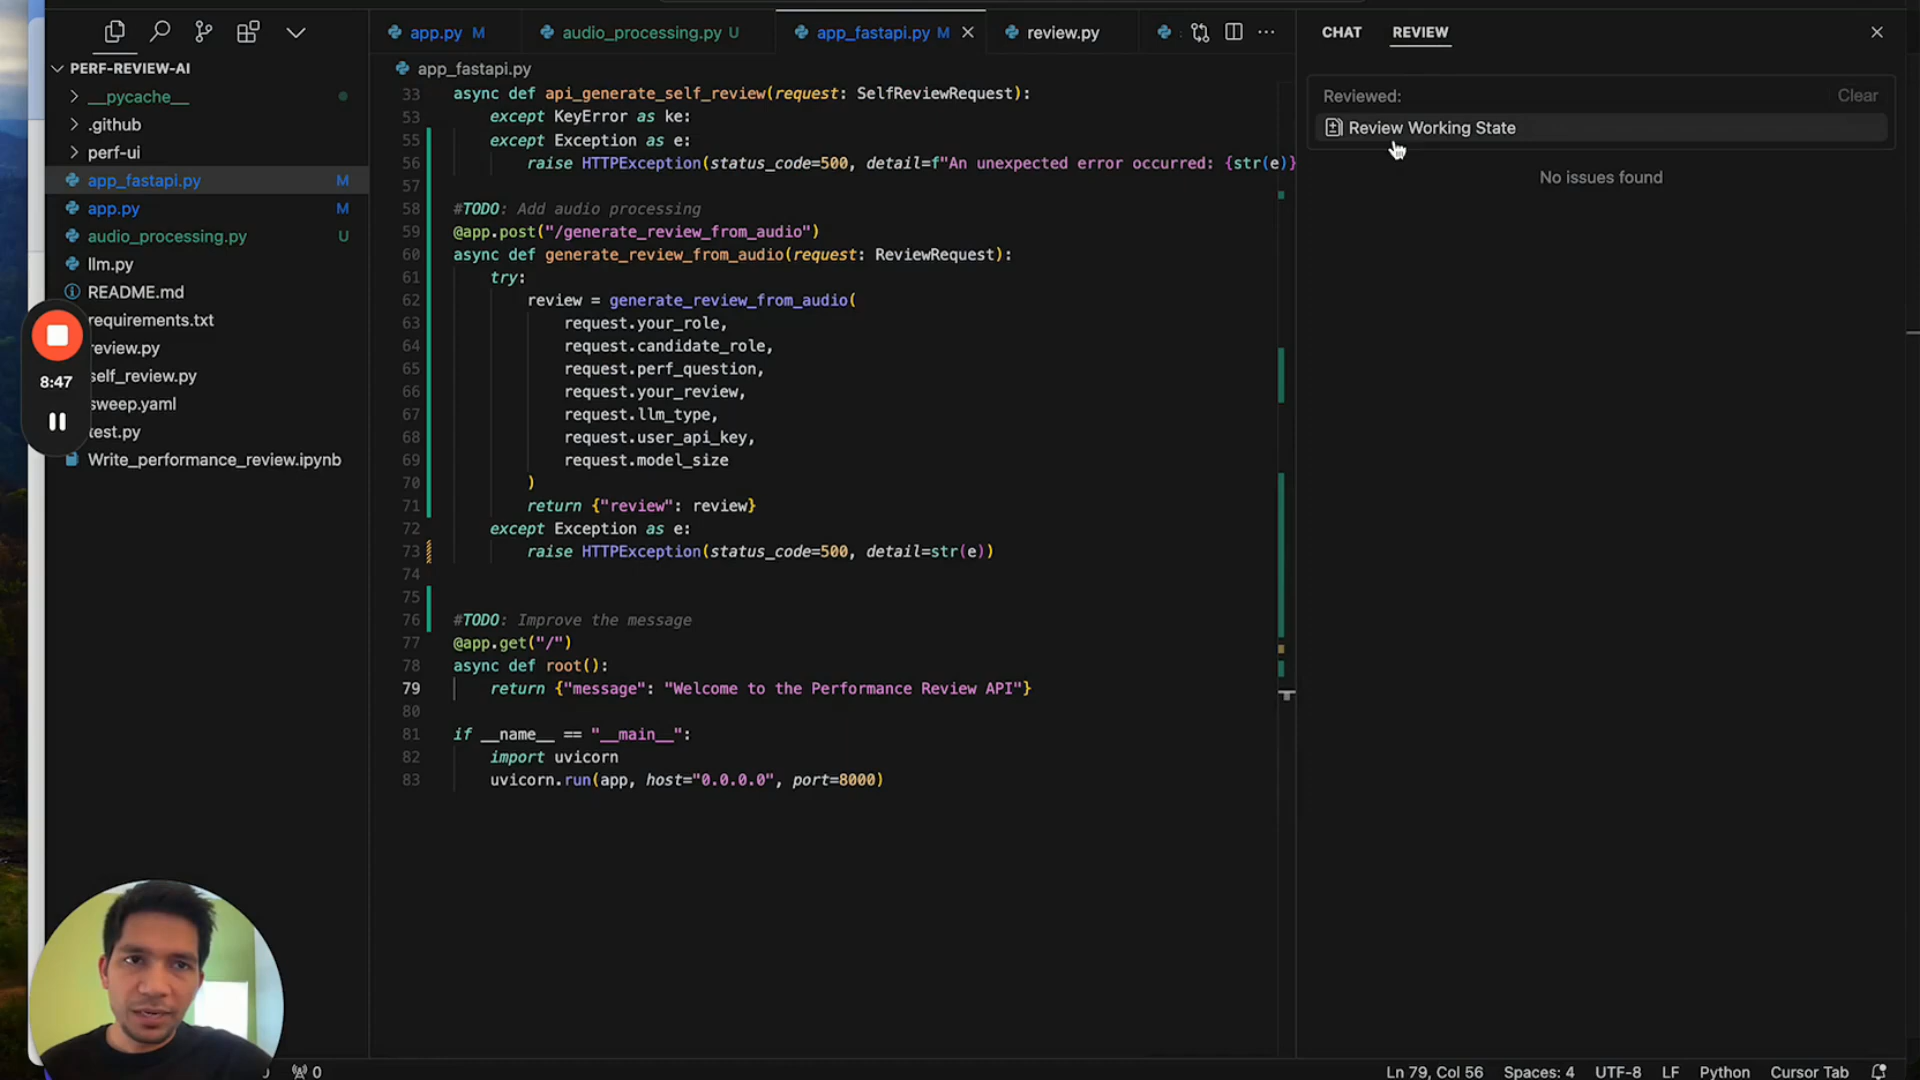 app.py M
audio_processing.py U
app_fastapi.py M
review.py
CHAT
REVIEW
PERF-REVIEW-AI
__pycache__
.github
perf-ui
app_fastapi.py M
app.py M
audio_processing.py U
llm.py
README.md
requirements.txt
review.py
self_review.py
sweep.yaml
test.py
Write_performance_review.ipynb
8:47
app_fastapi.py
33 async def api_generate_self_review(request: SelfReviewRequest):
53 except KeyError as ke:
55 except Exception as e:
56 raise HTTPException(status_code=500, detail=f"An unexpected error occurred: {str(e)}
57
58 #TODO: Add audio processing
59 @app.post("/generate_review_from_audio")
60 async def generate_review_from_audio(request: ReviewRequest):
61 try:
62 review = generate_review_from_audio(
63 request.your_role,
64 request.candidate_role,
65 request.perf_question,
66 request.your_review,
67 request.llm_type,
68 request.user_api_key,
69 request.model_size
70 )
71 return {"review": review}
72 except Exception as e:
73 raise HTTPException(status_code=500, detail=str(e))
74
75
76 #TODO: Improve the message
77 @app.get("/")
78 async def root():
79 return {"message": "Welcome to the Performance Review API"}
80
81 if __name__ == "__main__":
82 import uvicorn
83 uvicorn.run(app, host="0.0.0.0", port=8000)
Reviewed:
Clear
Review Working State
No issues found
0
Ln 79, Col 56
Spaces: 4
UTF-8
LF
Python
Cursor Tab